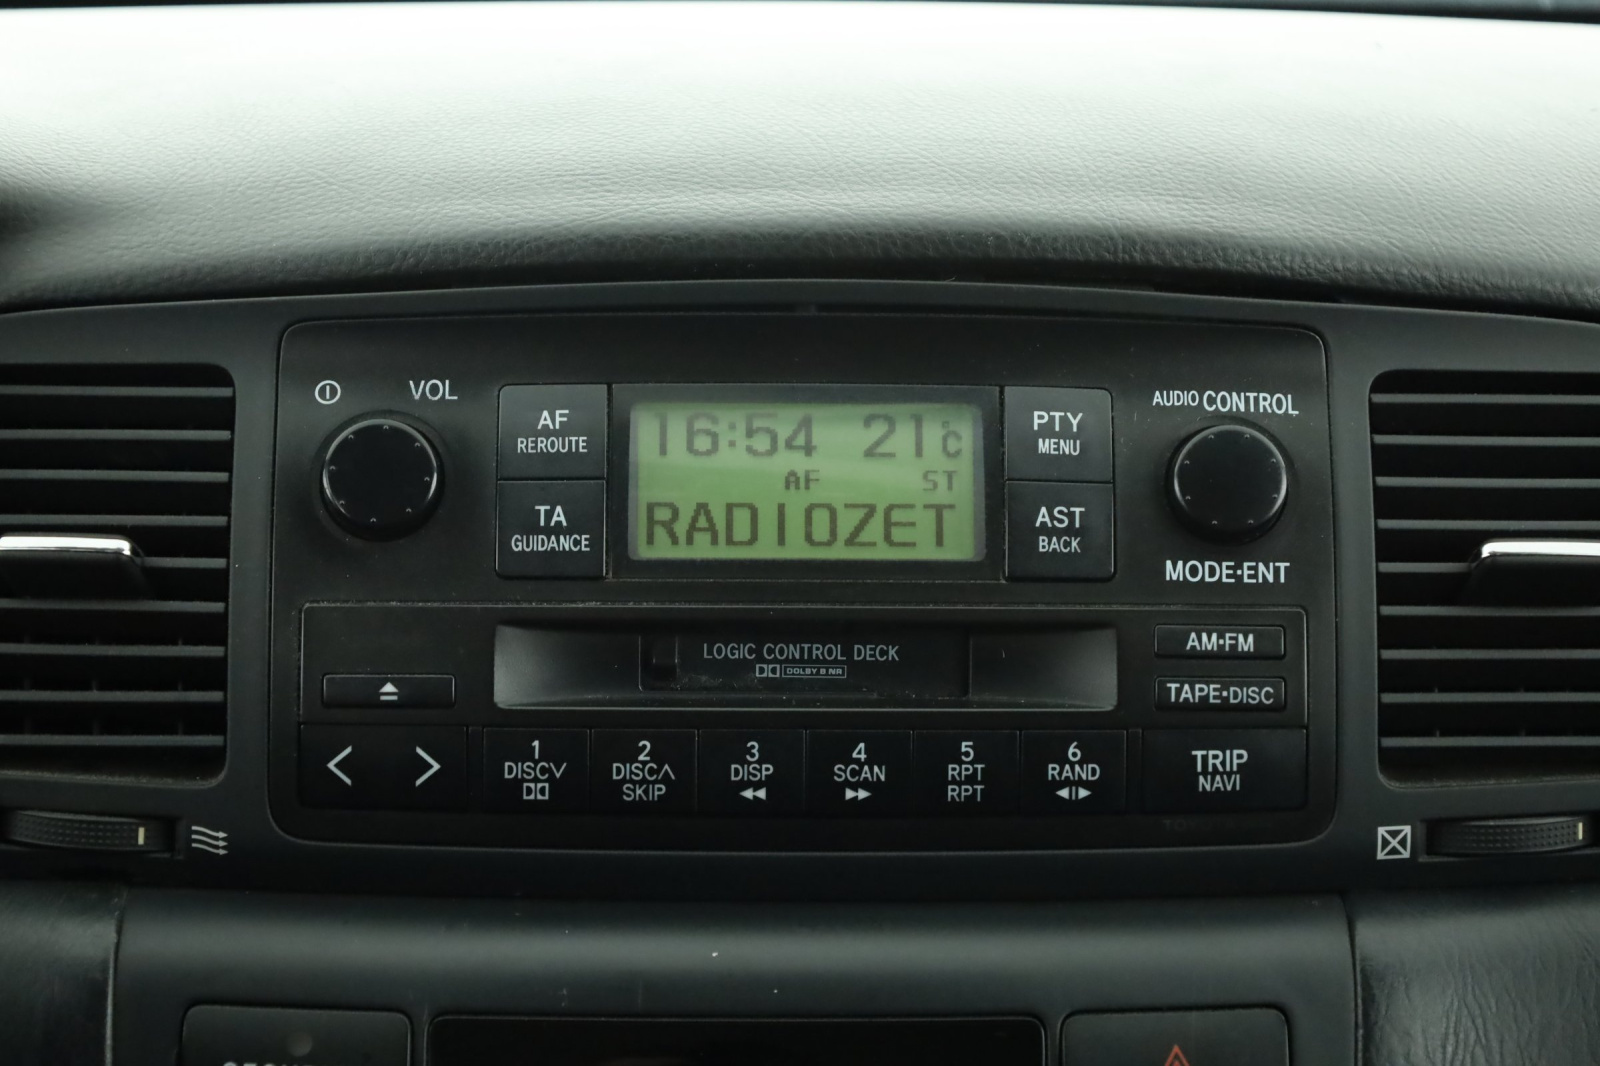 VOL
AF
REROUTE
TA
GUIDANCE
16:54 21°C
AF ST
RADIOZET
PTY
MENU
AST
BACK
AUDIO CONTROL
MODE·ENT
LOGIC CONTROL DECK
DOLBY B NR
AM·FM
TAPE·DISC
< >
1
DISC∨
2
DISC∧
SKIP
3
DISP
4
SCAN
5
RPT
RPT
6
RAND
TRIP
NAVI